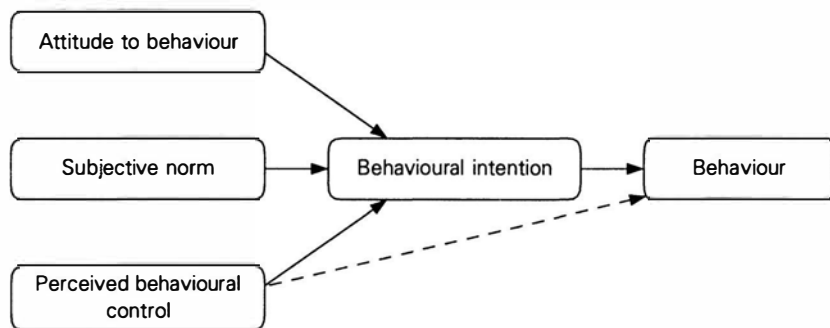 Attitude to behaviour
Subjective norm
Behavioural intention
Behaviour
Perceived behavioural
control